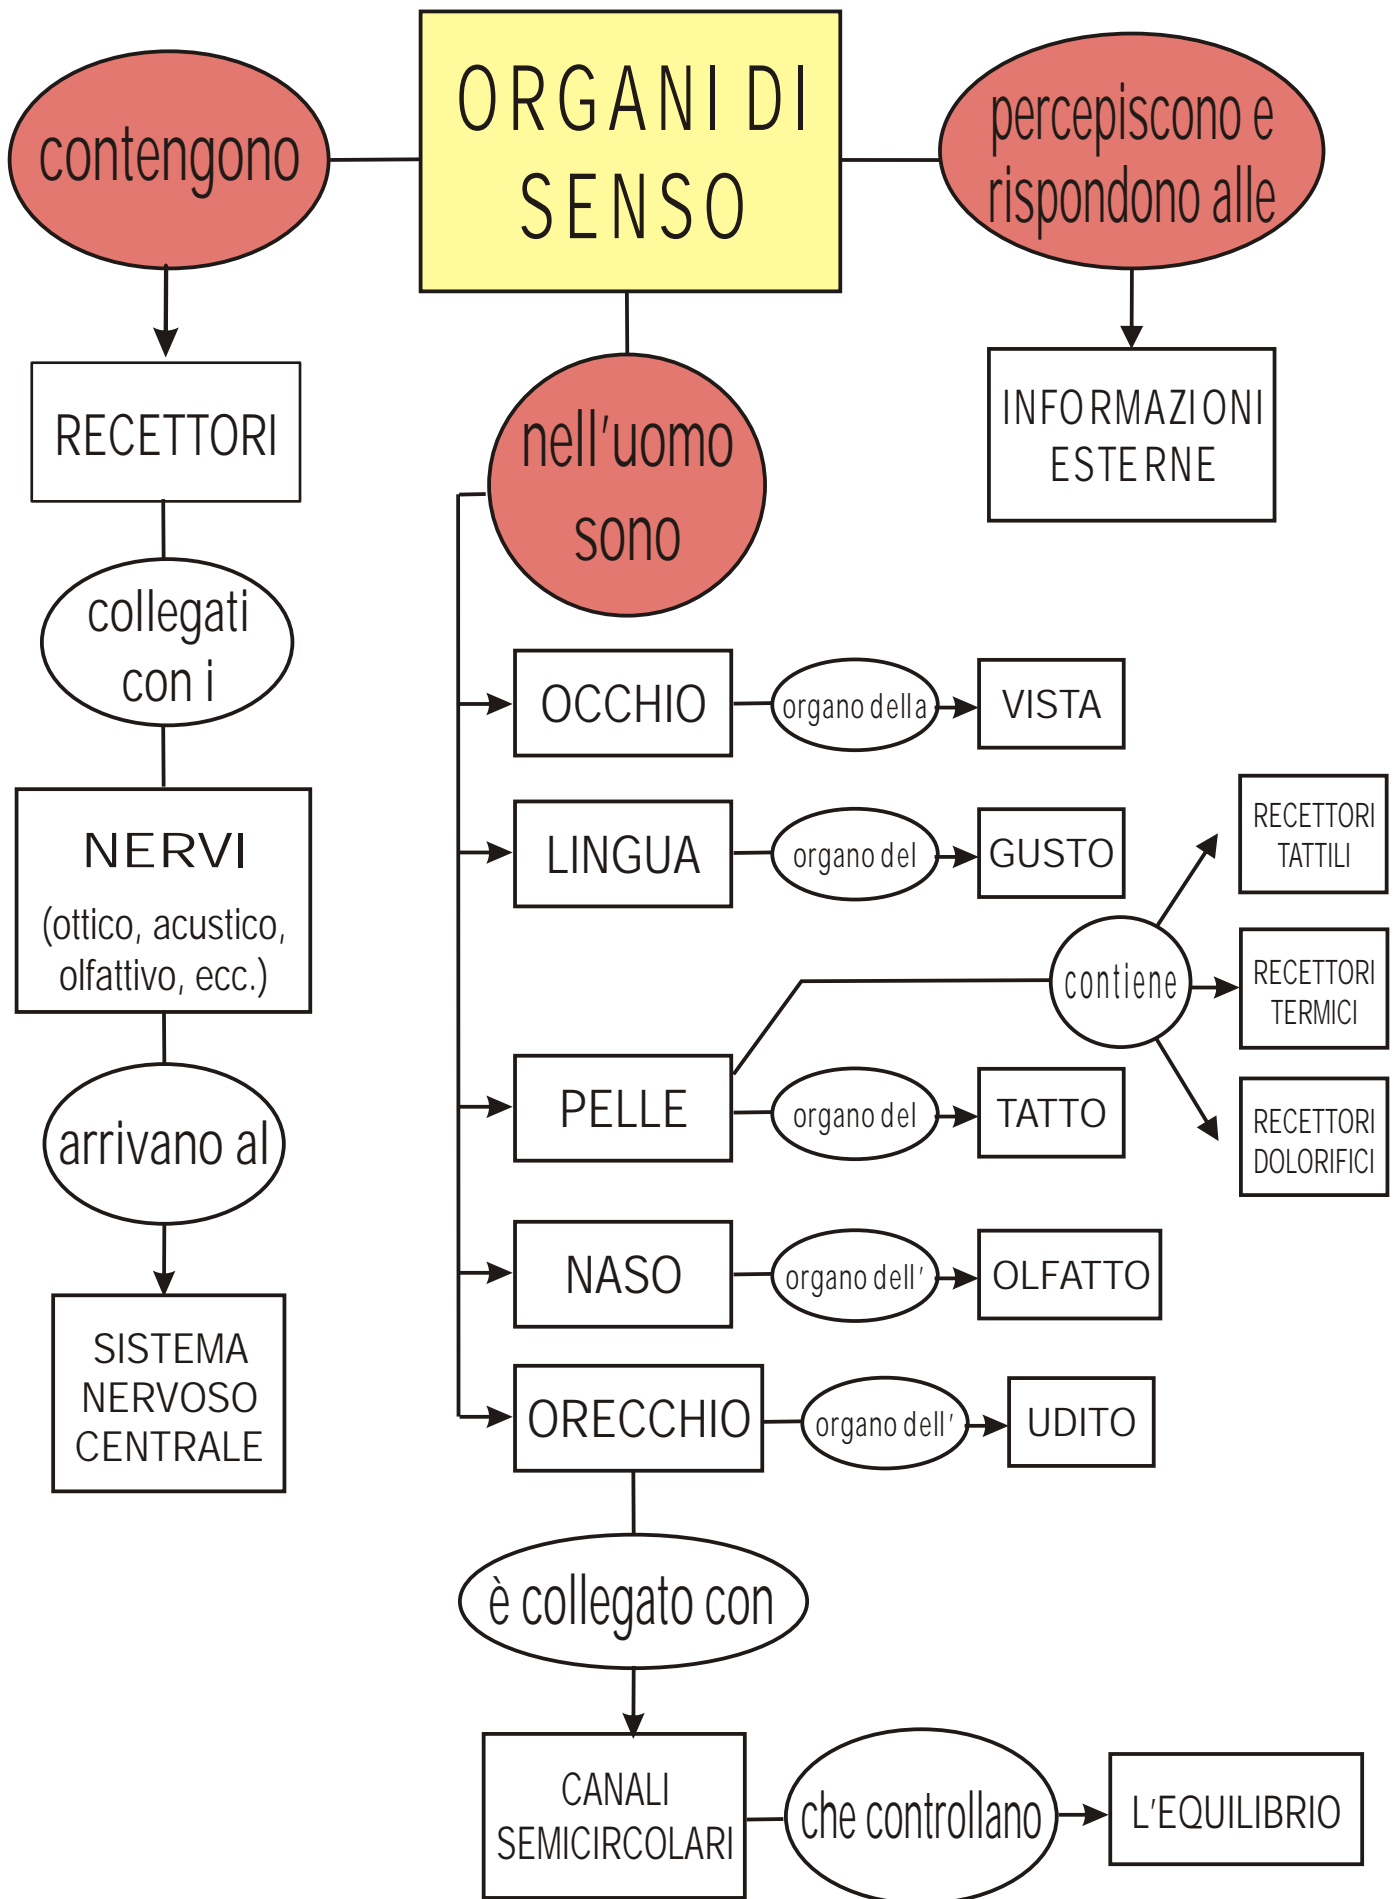 ORGANI DI
SENSO
contengono
percepiscono e
rispondono alle
RECETTORI
INFORMAZIONI
ESTERNE
nell'uomo
sono
collegati
con i
NERVI
(ottico, acustico,
olfattivo, ecc.)
arrivano al
SISTEMA
NERVOSO
CENTRALE
OCCHIO
organo della
VISTA
LINGUA
organo del
GUSTO
PELLE
organo del
TATTO
contiene
RECETTORI
TATTILI
RECETTORI
TERMICI
RECETTORI
DOLORIFICI
NASO
organo dell'
OLFATTO
ORECCHIO
organo dell'
UDITO
è collegato con
CANALI
SEMICIRCOLARI
che controllano
L'EQUILIBRIO